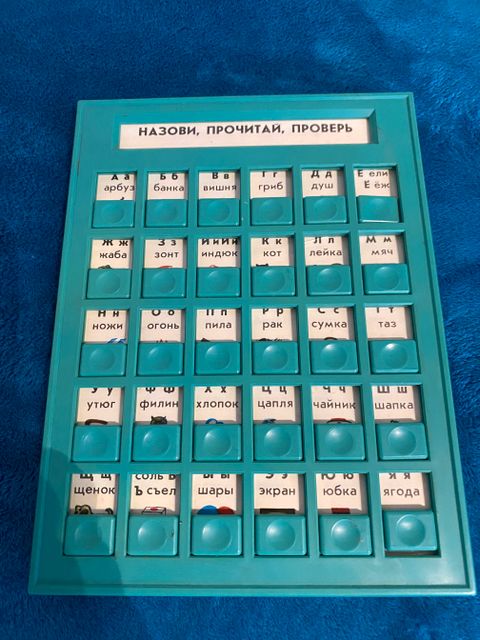 НАЗОВИ, ПРОЧИТАЙ, ПРОВЕРЬ
А а
арбуз
Б б
банка
В в
вишня
Г г
гриб
Д д
душ
Е ели
Ё ёж
Ж ж
жаба
З з
зонт
ИиЙй
индюк
К к
кот
Л л
лейка
М м
мяч
Н н
ножи
О о
огонь
П п
пила
Р р
рак
С с
сумка
Т т
таз
У у
утюг
Ф ф
филин
Х х
хлопок
Ц ц
цапля
Ч ч
чайник
Ш ш
шапка
Щ щ
щенок
соль Ь
Ъ съел
Ы ы
шары
Э э
экран
Ю ю
юбка
Я я
ягода